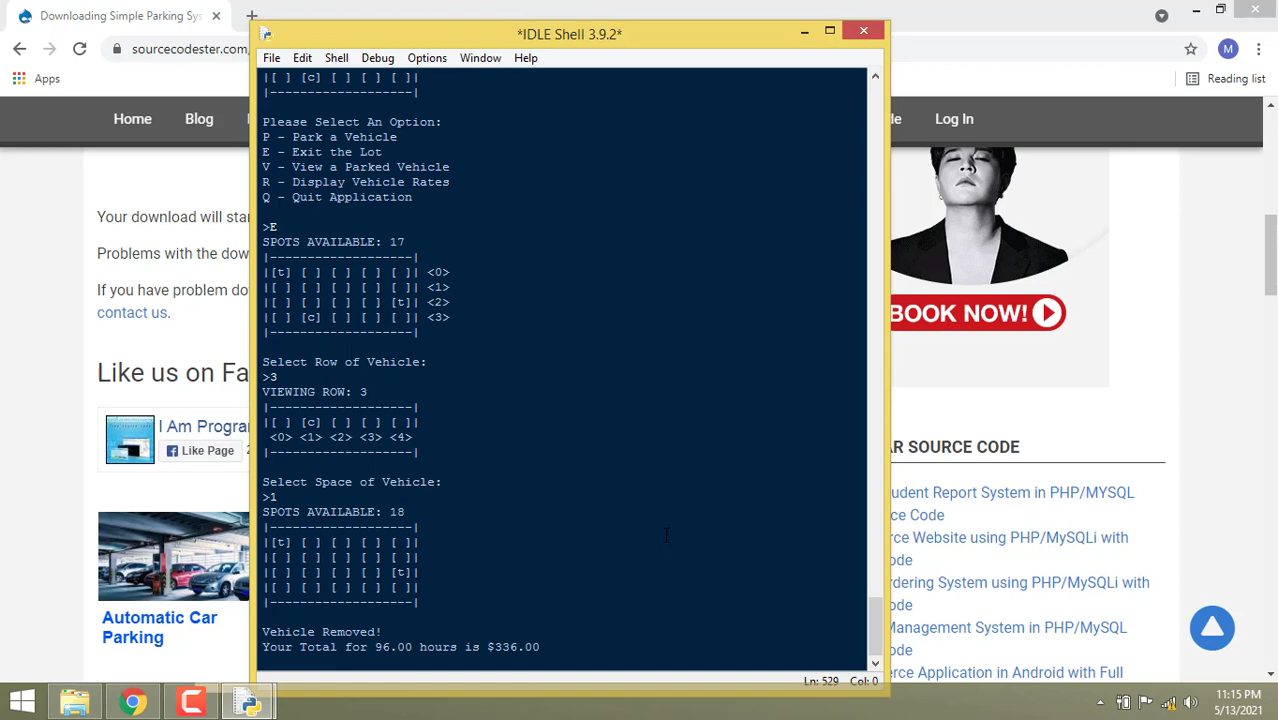 Downloading Simple Parking Sys
sourcecodester.com,
M
Apps
Reading list
*IDLE Shell 3.9.2*
File Edit Shell Debug Options Window Help
Home Blog
Log In
|[ ] [c] [ ] [ ] [ ]|
|-------------------|
Please Select An Option:
P - Park a Vehicle
E - Exit the Lot
V - View a Parked Vehicle
R - Display Vehicle Rates
Q - Quit Application
>E
SPOTS AVAILABLE: 17
|-------------------|
|[t] [ ] [ ] [ ] [ ]| <0>
|[ ] [ ] [ ] [ ] [ ]| <1>
|[ ] [ ] [ ] [ ] [t]| <2>
|[ ] [c] [ ] [ ] [ ]| <3>
|-------------------|
Select Row of Vehicle:
>3
VIEWING ROW: 3
|-------------------|
|[ ] [c] [ ] [ ] [ ]|
<0> <1> <2> <3> <4>
|-------------------|
Select Space of Vehicle:
>1
SPOTS AVAILABLE: 18
|-------------------|
|[t] [ ] [ ] [ ] [ ]|
|[ ] [ ] [ ] [ ] [ ]|
|[ ] [ ] [ ] [ ] [t]|
|[ ] [ ] [ ] [ ] [ ]|
|-------------------|
Vehicle Removed!
Your Total for 96.00 hours is $336.00
Ln: 529 Col: 0
Your download will star
Problems with the dow
If you have problem do
contact us.
Like us on Fa
I Am Progra
Like Page
Automatic Car
Parking
BOOK NOW!
AR SOURCE CODE
udent Report System in PHP/MYSQL
rce Code
rce Website using PHP/MySQLi with
ode
rdering System using PHP/MySQLi with
ode
Management System in PHP/MySQLi
ode
erce Application in Android with Full
11:15 PM
5/13/2021